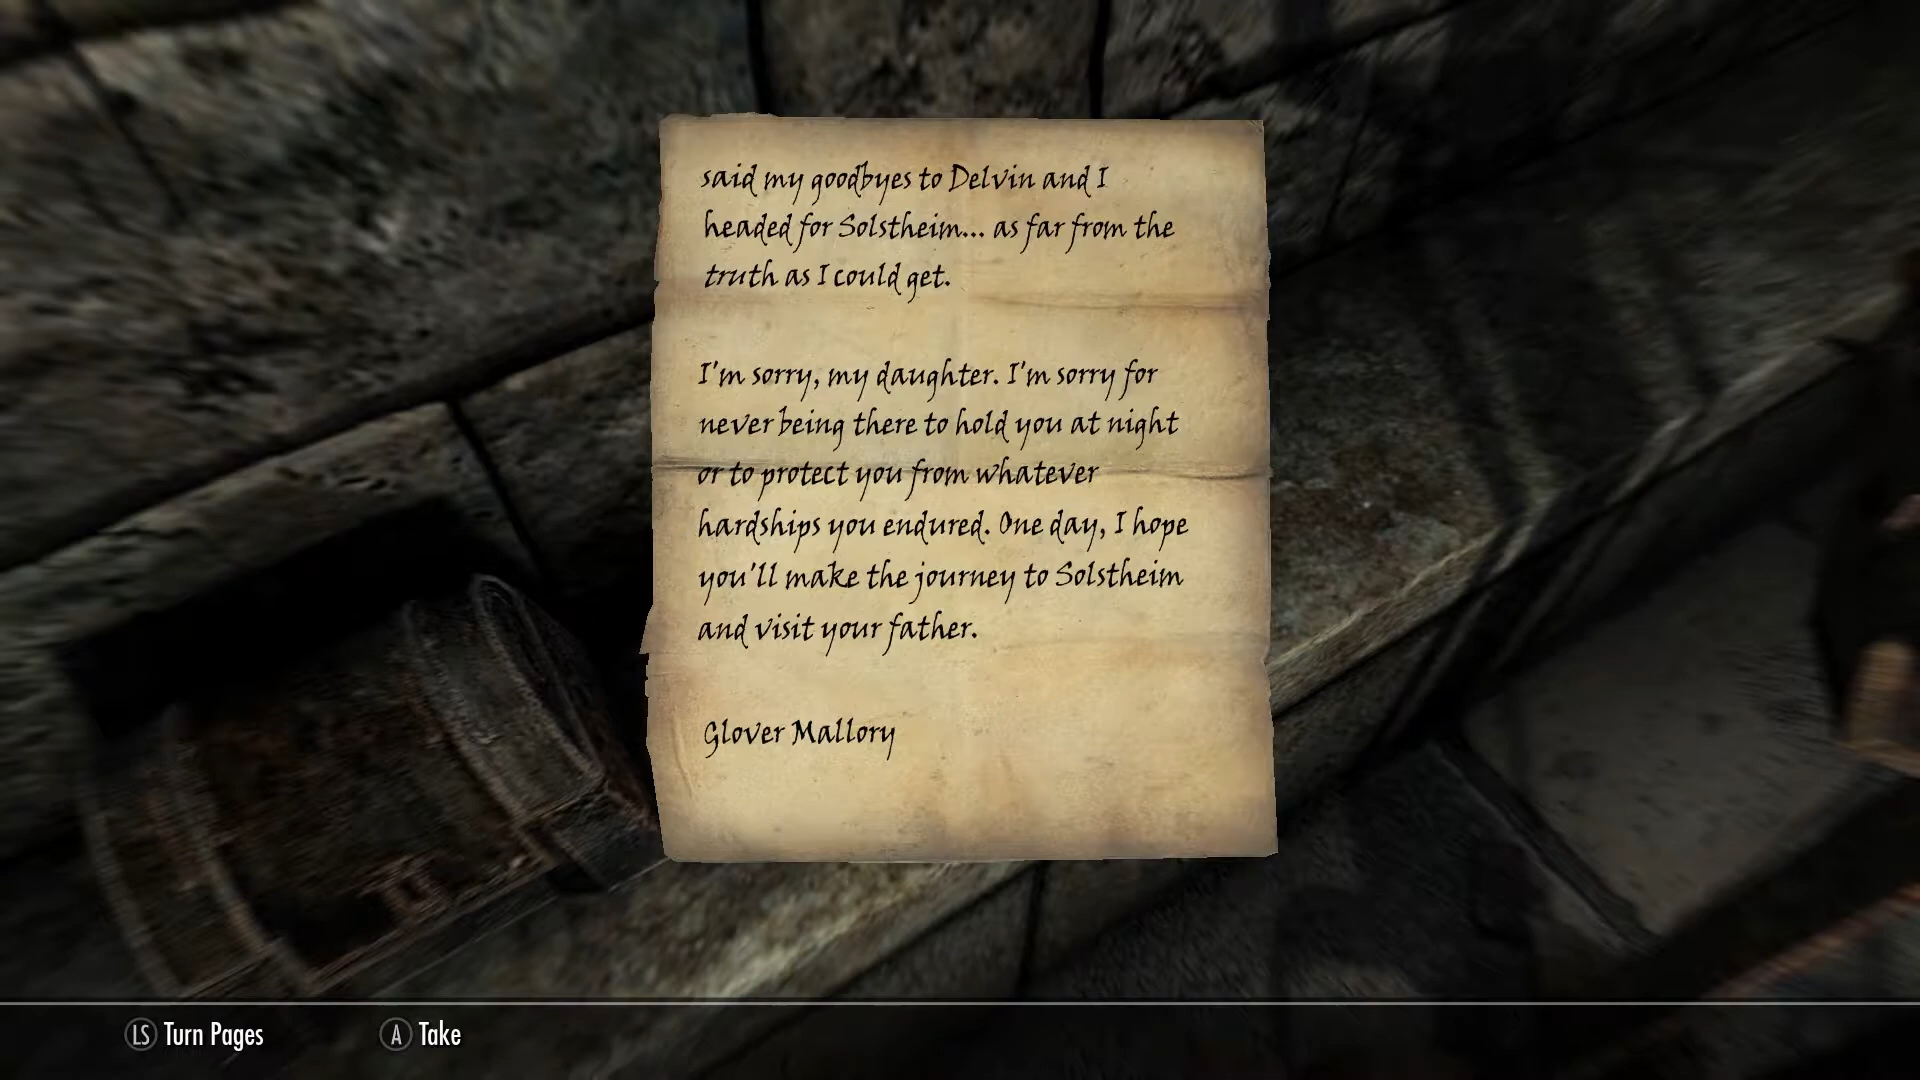 said my goodbyes to Delvin and I
headed for Solstheim... as far from the
truth as I could get.
I'm sorry, my daughter. I'm sorry for
never being there to hold you at night
or to protect you from whatever
hardships you endured. One day, I hope
you'll make the journey to Solstheim
and visit your father.
Glover Mallory
LS Turn Pages
A Take